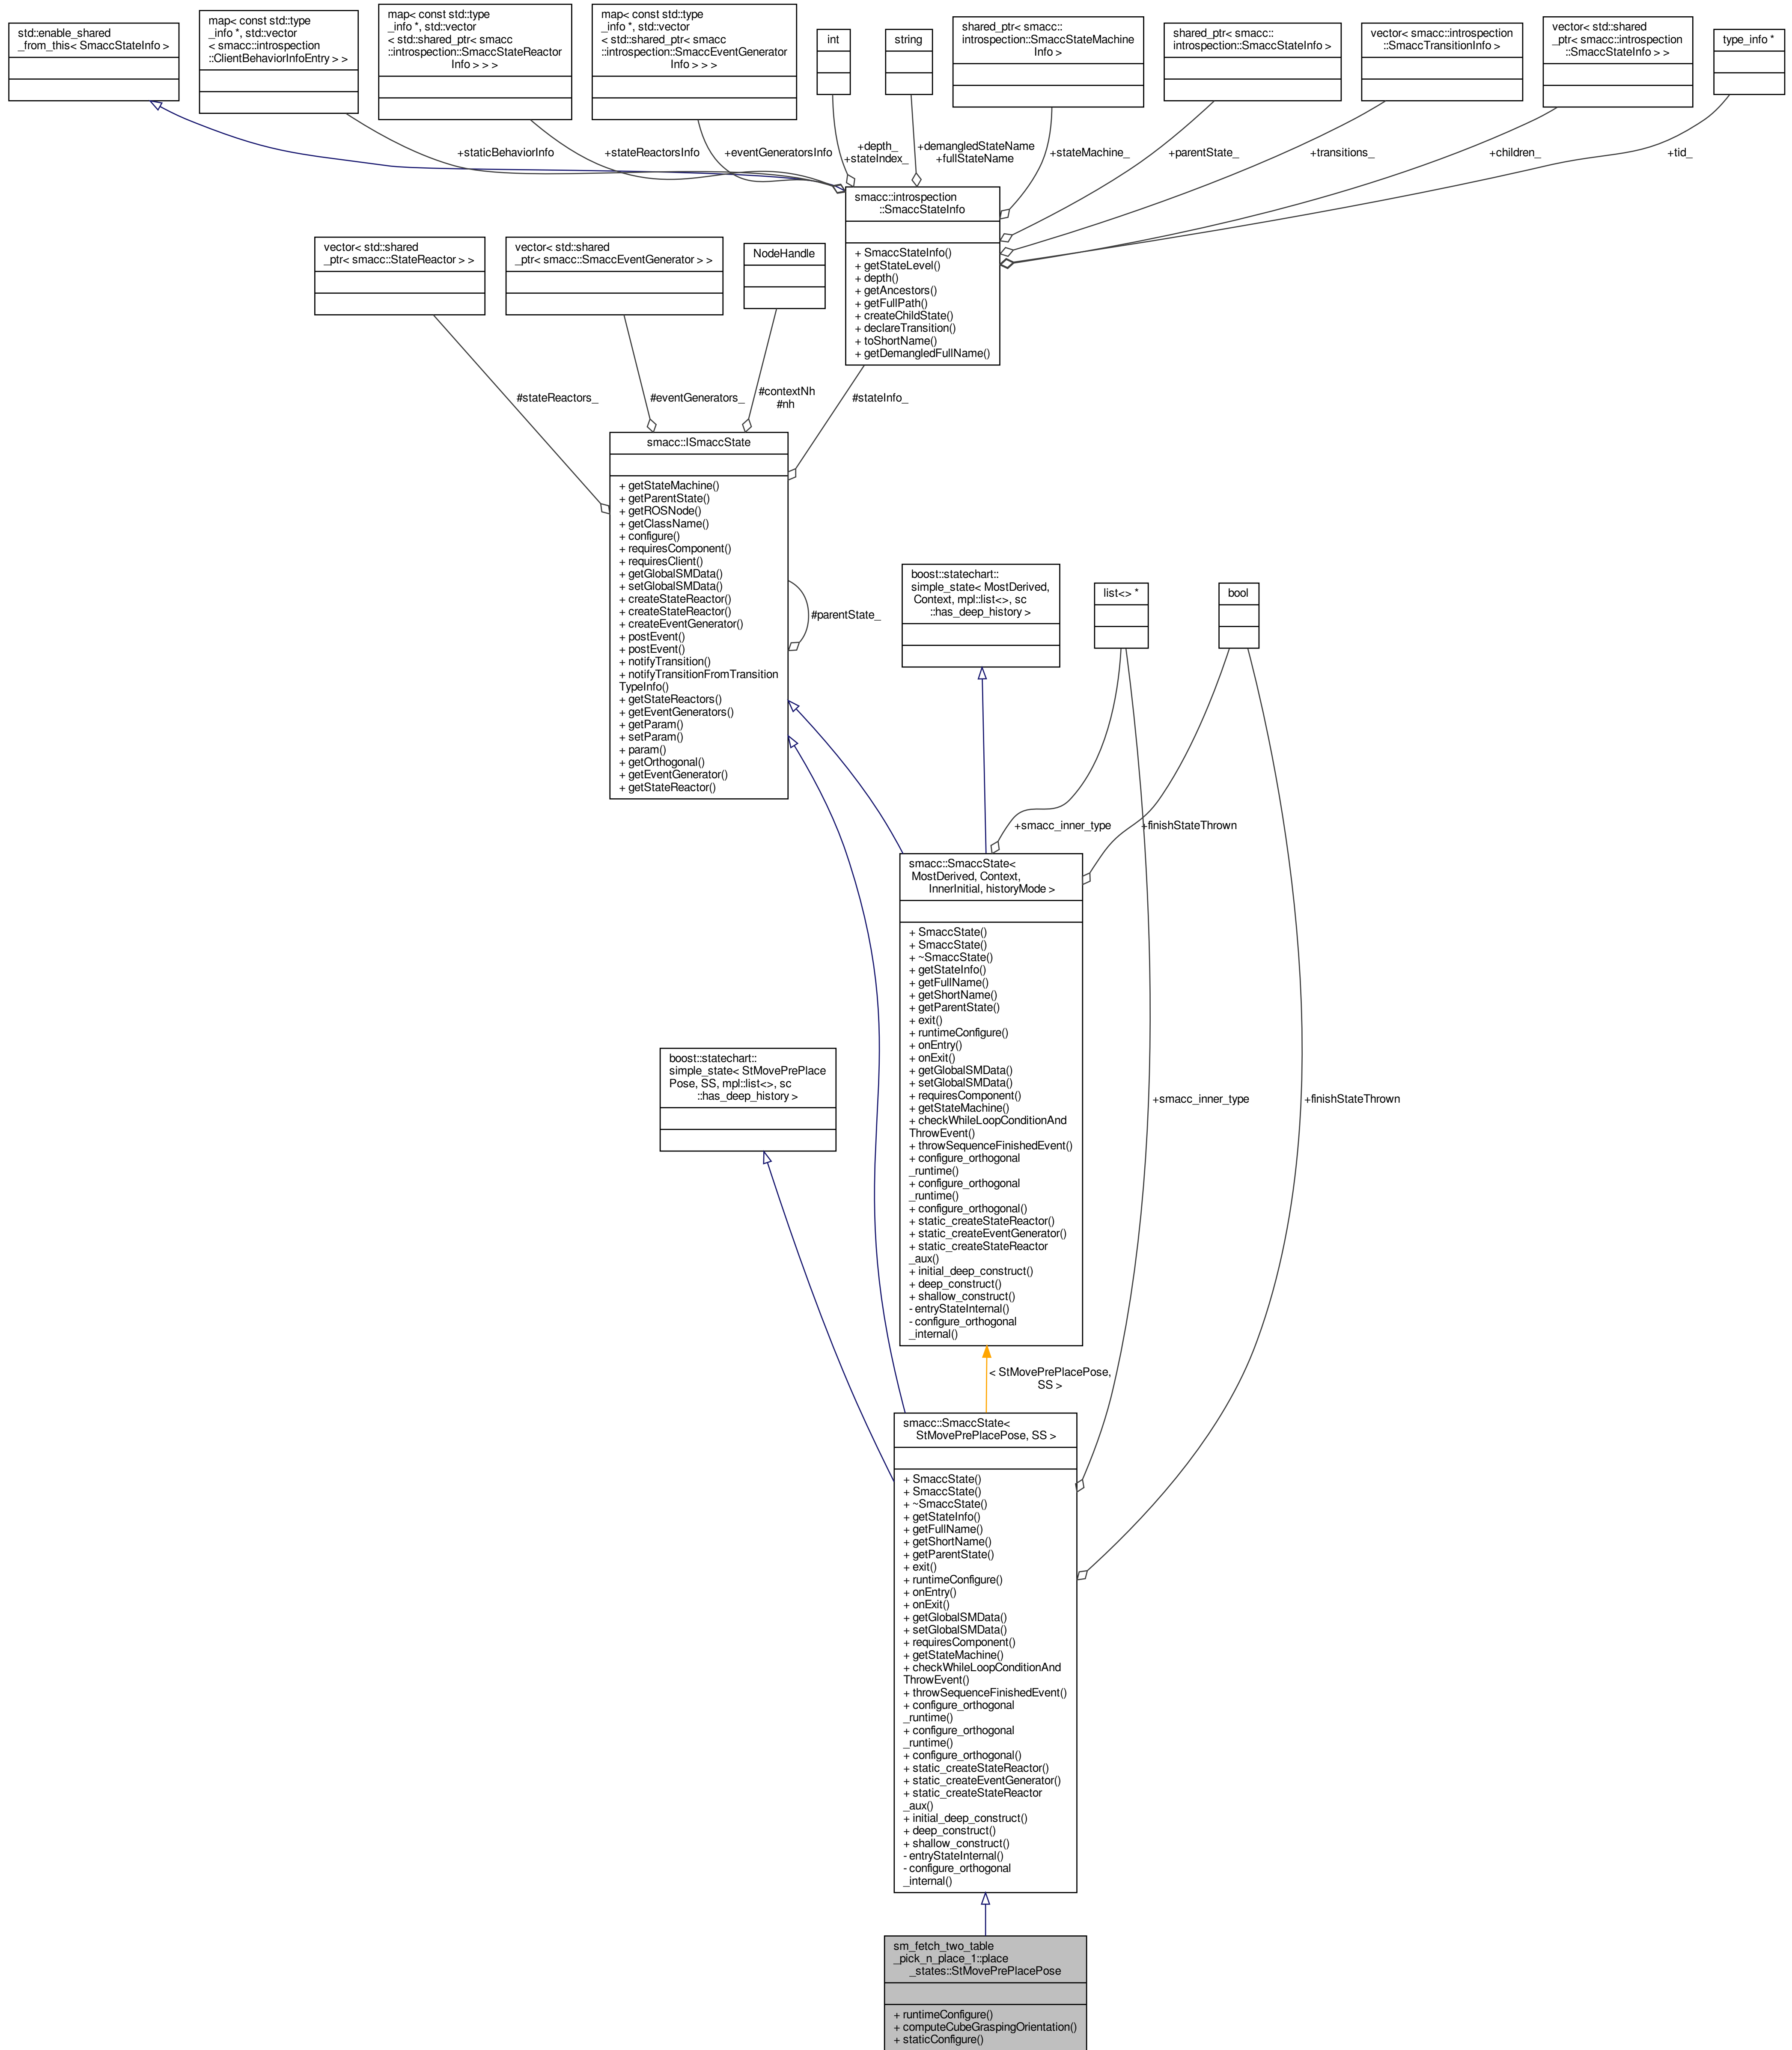 std::enable_shared
_from_this< SmaccStateInfo >
map< const std::type
_info *, std::vector
< smacc::introspection
::ClientBehaviorInfoEntry > >
map< const std::type
_info *, std::vector
< std::shared_ptr< smacc
::introspection::SmaccStateReactor
Info > > >
map< const std::type
_info *, std::vector
< std::shared_ptr< smacc
::introspection::SmaccEventGenerator
Info > > >
int
string
shared_ptr< smacc::
introspection::SmaccStateMachine
Info >
shared_ptr< smacc::
introspection::SmaccStateInfo >
vector< smacc::introspection
::SmaccTransitionInfo >
vector< std::shared
_ptr< smacc::introspection
::SmaccStateInfo > >
type_info *
+staticBehaviorInfo
+stateReactorsInfo
+eventGeneratorsInfo
+depth_
+stateIndex_
+demangledStateName
+fullStateName
+stateMachine_
+parentState_
+transitions_
+children_
+tid_
smacc::introspection
::SmaccStateInfo
+ SmaccStateInfo()
+ getStateLevel()
+ depth()
+ getAncestors()
+ getFullPath()
+ createChildState()
+ declareTransition()
+ toShortName()
+ getDemangledFullName()
vector< std::shared
_ptr< smacc::StateReactor > >
vector< std::shared
_ptr< smacc::SmaccEventGenerator > >
NodeHandle
#stateReactors_
#eventGenerators_
#contextNh
#nh
#stateInfo_
smacc::ISmaccState
+ getStateMachine()
+ getParentState()
+ getROSNode()
+ getClassName()
+ configure()
+ requiresComponent()
+ requiresClient()
+ getGlobalSMData()
+ setGlobalSMData()
+ createStateReactor()
+ createStateReactor()
+ createEventGenerator()
+ postEvent()
+ postEvent()
+ notifyTransition()
+ notifyTransitionFromTransition
TypeInfo()
+ getStateReactors()
+ getEventGenerators()
+ getParam()
+ setParam()
+ param()
+ getOrthogonal()
+ getEventGenerator()
+ getStateReactor()
#parentState_
boost::statechart::
simple_state< MostDerived,
Context, mpl::list<>, sc
::has_deep_history >
list<> *
bool
+smacc_inner_type
+finishStateThrown
smacc::SmaccState<
MostDerived, Context,
InnerInitial, historyMode >
+ SmaccState()
+ SmaccState()
+ ~SmaccState()
+ getStateInfo()
+ getFullName()
+ getShortName()
+ getParentState()
+ exit()
+ runtimeConfigure()
+ onEntry()
+ onExit()
+ getGlobalSMData()
+ setGlobalSMData()
+ requiresComponent()
+ getStateMachine()
+ checkWhileLoopConditionAnd
ThrowEvent()
+ throwSequenceFinishedEvent()
+ configure_orthogonal
_runtime()
+ configure_orthogonal
_runtime()
+ configure_orthogonal()
+ static_createStateReactor()
+ static_createEventGenerator()
+ static_createStateReactor
_aux()
+ initial_deep_construct()
+ deep_construct()
+ shallow_construct()
- entryStateInternal()
- configure_orthogonal
_internal()
boost::statechart::
simple_state< StMovePrePlace
Pose, SS, mpl::list<>, sc
::has_deep_history >
+smacc_inner_type
+finishStateThrown
< StMovePrePlacePose,
SS >
smacc::SmaccState<
StMovePrePlacePose, SS >
+ SmaccState()
+ SmaccState()
+ ~SmaccState()
+ getStateInfo()
+ getFullName()
+ getShortName()
+ getParentState()
+ exit()
+ runtimeConfigure()
+ onEntry()
+ onExit()
+ getGlobalSMData()
+ setGlobalSMData()
+ requiresComponent()
+ getStateMachine()
+ checkWhileLoopConditionAnd
ThrowEvent()
+ throwSequenceFinishedEvent()
+ configure_orthogonal
_runtime()
+ configure_orthogonal
_runtime()
+ configure_orthogonal()
+ static_createStateReactor()
+ static_createEventGenerator()
+ static_createStateReactor
_aux()
+ initial_deep_construct()
+ deep_construct()
+ shallow_construct()
- entryStateInternal()
- configure_orthogonal
_internal()
sm_fetch_two_table
_pick_n_place_1::place
_states::StMovePrePlacePose
+ runtimeConfigure()
+ computeCubeGraspingOrientation()
+ staticConfigure()